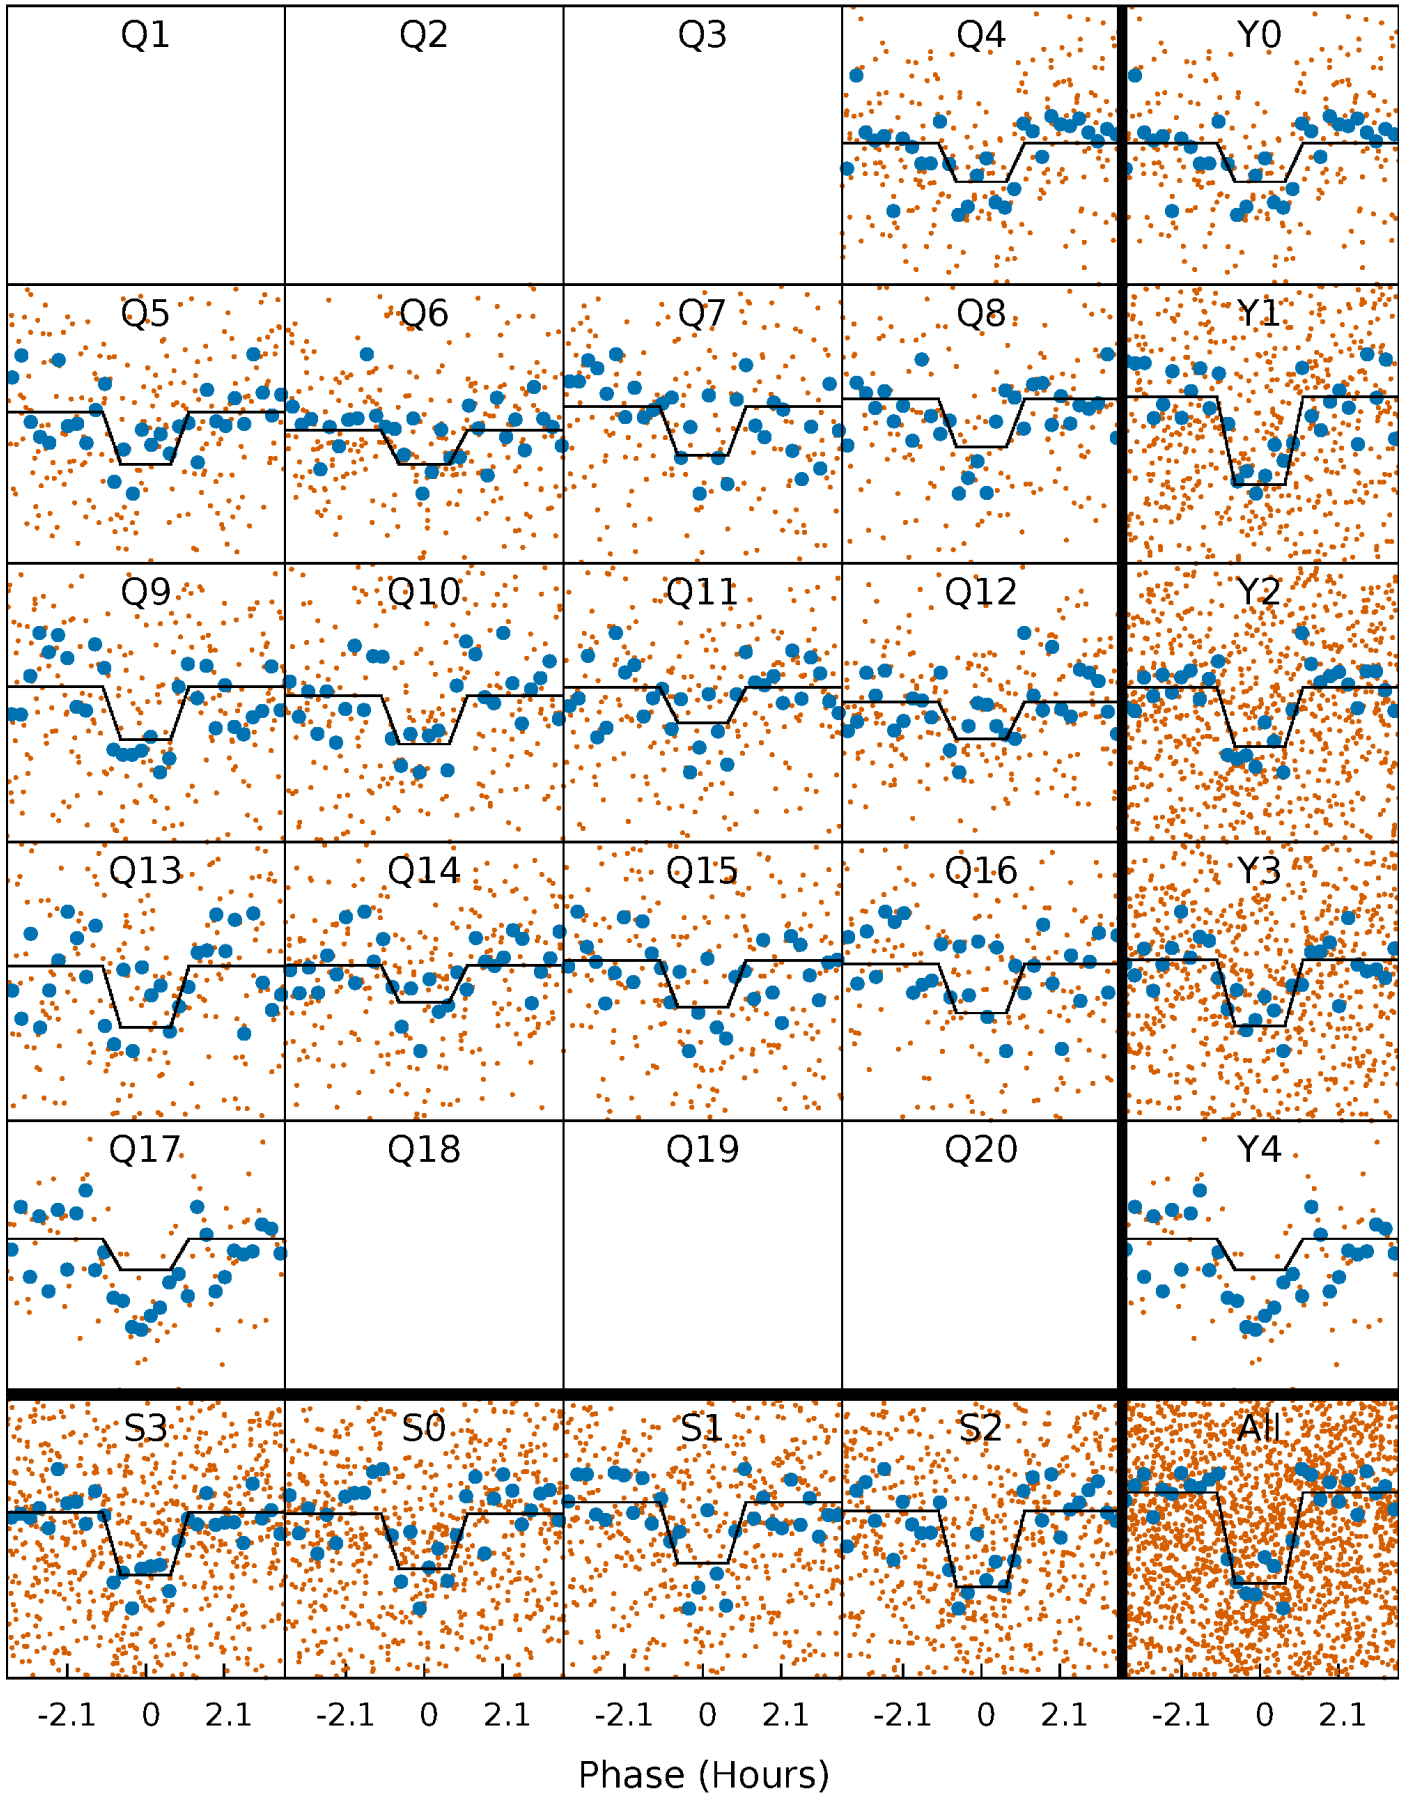 Q1 Q2 Q3 Q4 Y0
Q5 Q6 Q7 Q8 Y1
Q9 Q10 Q11 Q12 Y2
Q13 Q14 Q15 Q16 Y3
Q17 Q18 Q19 Q20 Y4
S3 S0 S1 S2 All
-2.1 0 2.1 -2.1 0 2.1 -2.1 0 2.1 -2.1 0 2.1 -2.1 0 2.1
Phase (Hours)